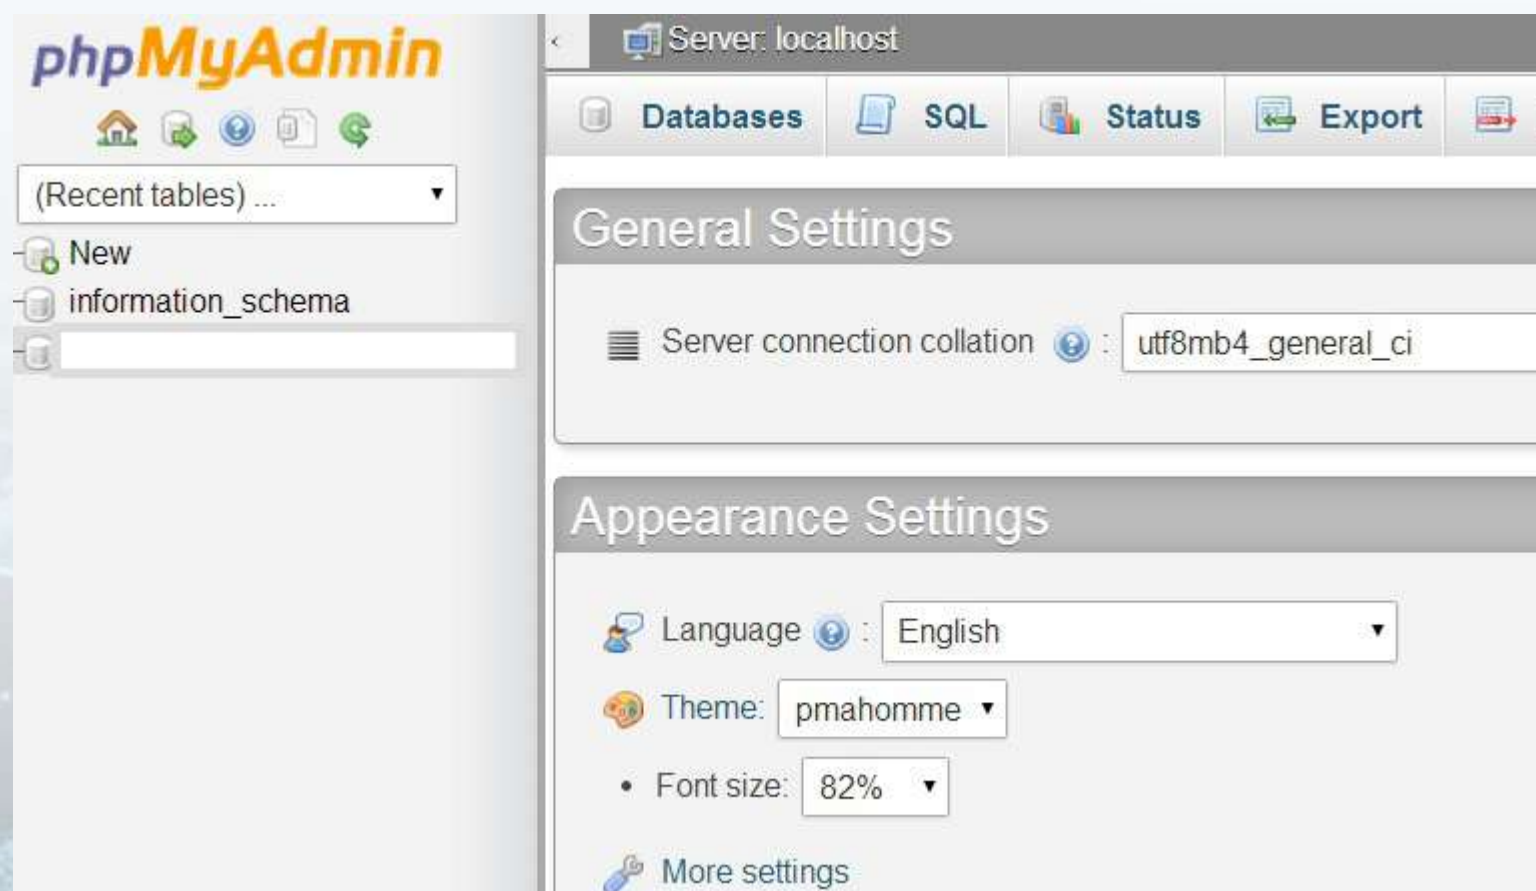 phpMyAdmin
(Recent tables) ...
New
information_schema
Server: localhost
Databases SQL Status Export
General Settings
Server connection collation : utf8mb4_general_ci
Appearance Settings
Language : English
Theme: pmahomme
• Font size: 82%
More settings